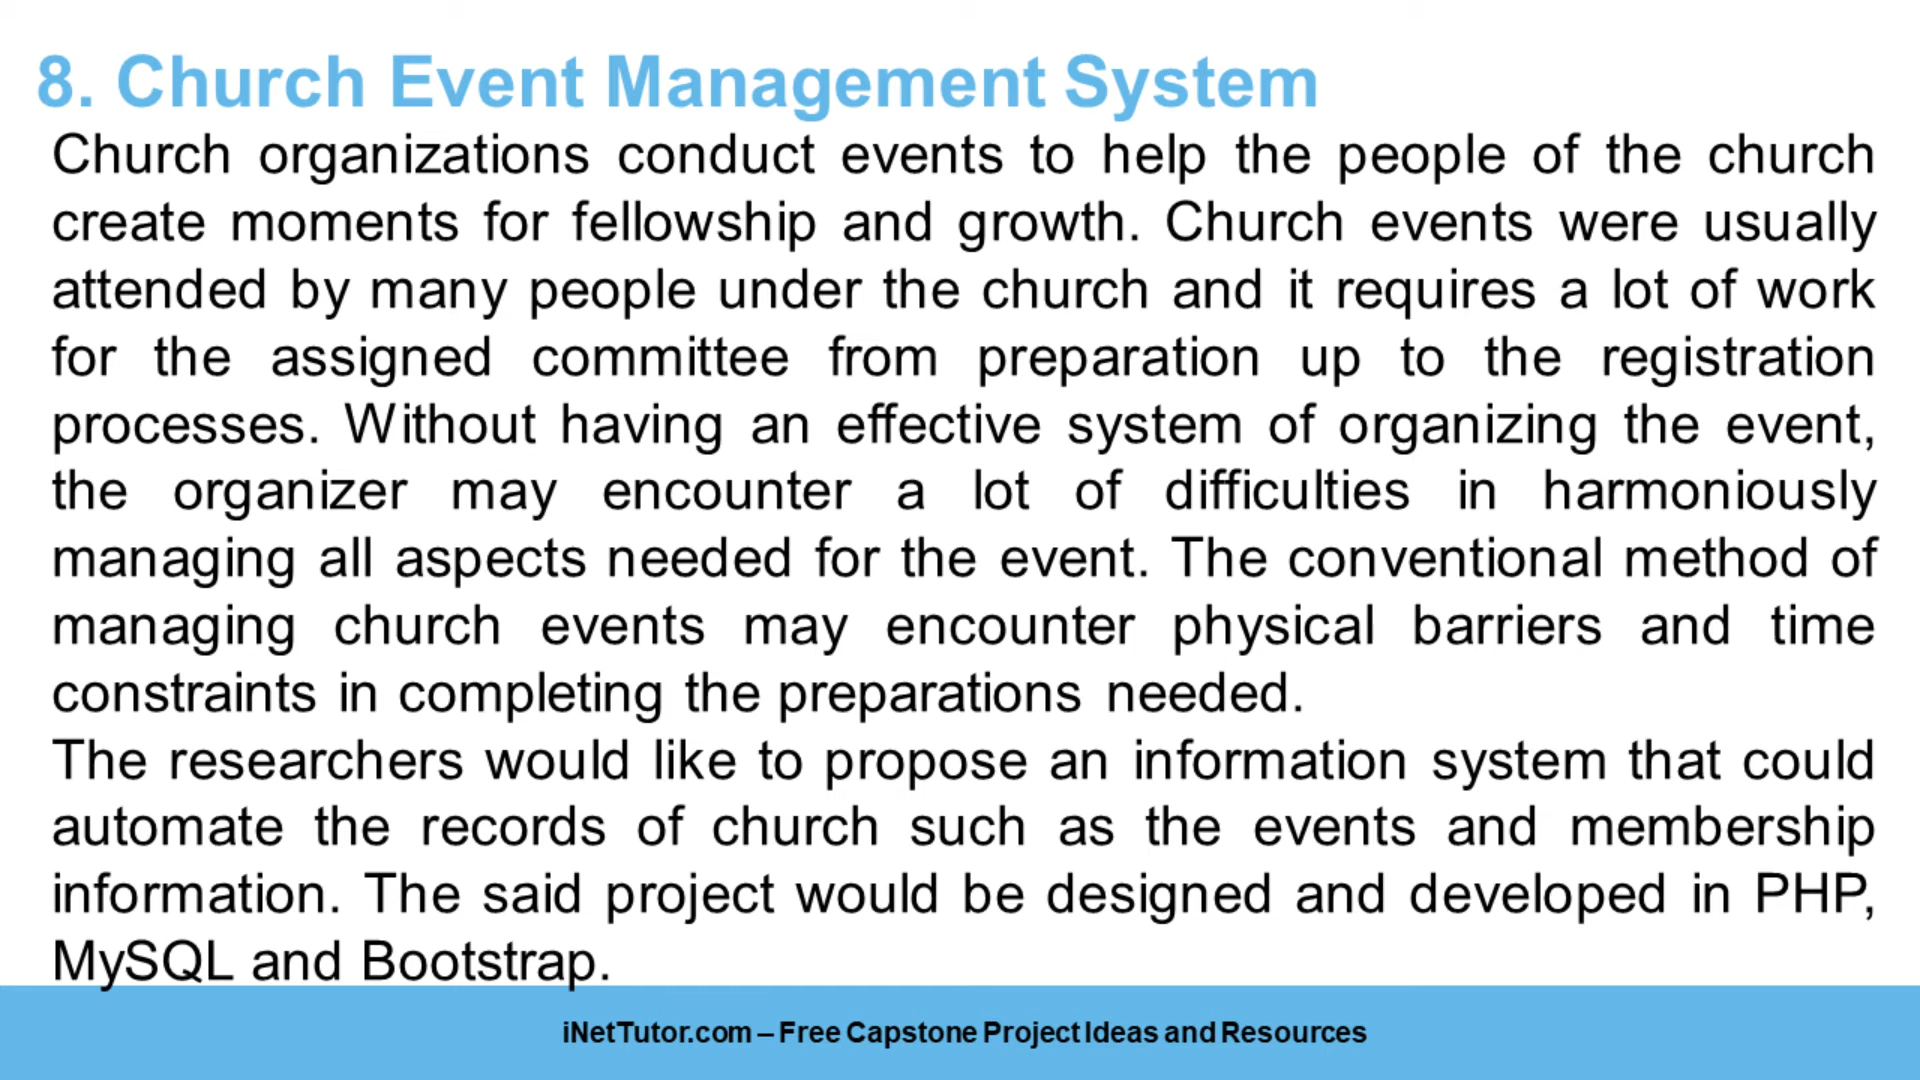 8. Church Event Management System
Church organizations conduct events to help the people of the church
create moments for fellowship and growth. Church events were usually
attended by many people under the church and it requires a lot of work
for the assigned committee from preparation up to the registration
processes. Without having an effective system of organizing the event,
the organizer may encounter a lot of difficulties in harmoniously
managing all aspects needed for the event. The conventional method of
managing church events may encounter physical barriers and time
constraints in completing the preparations needed.
The researchers would like to propose an information system that could
automate the records of church such as the events and membership
information. The said project would be designed and developed in PHP,
MySQL and Bootstrap.
iNetTutor.com – Free Capstone Project Ideas and Resources